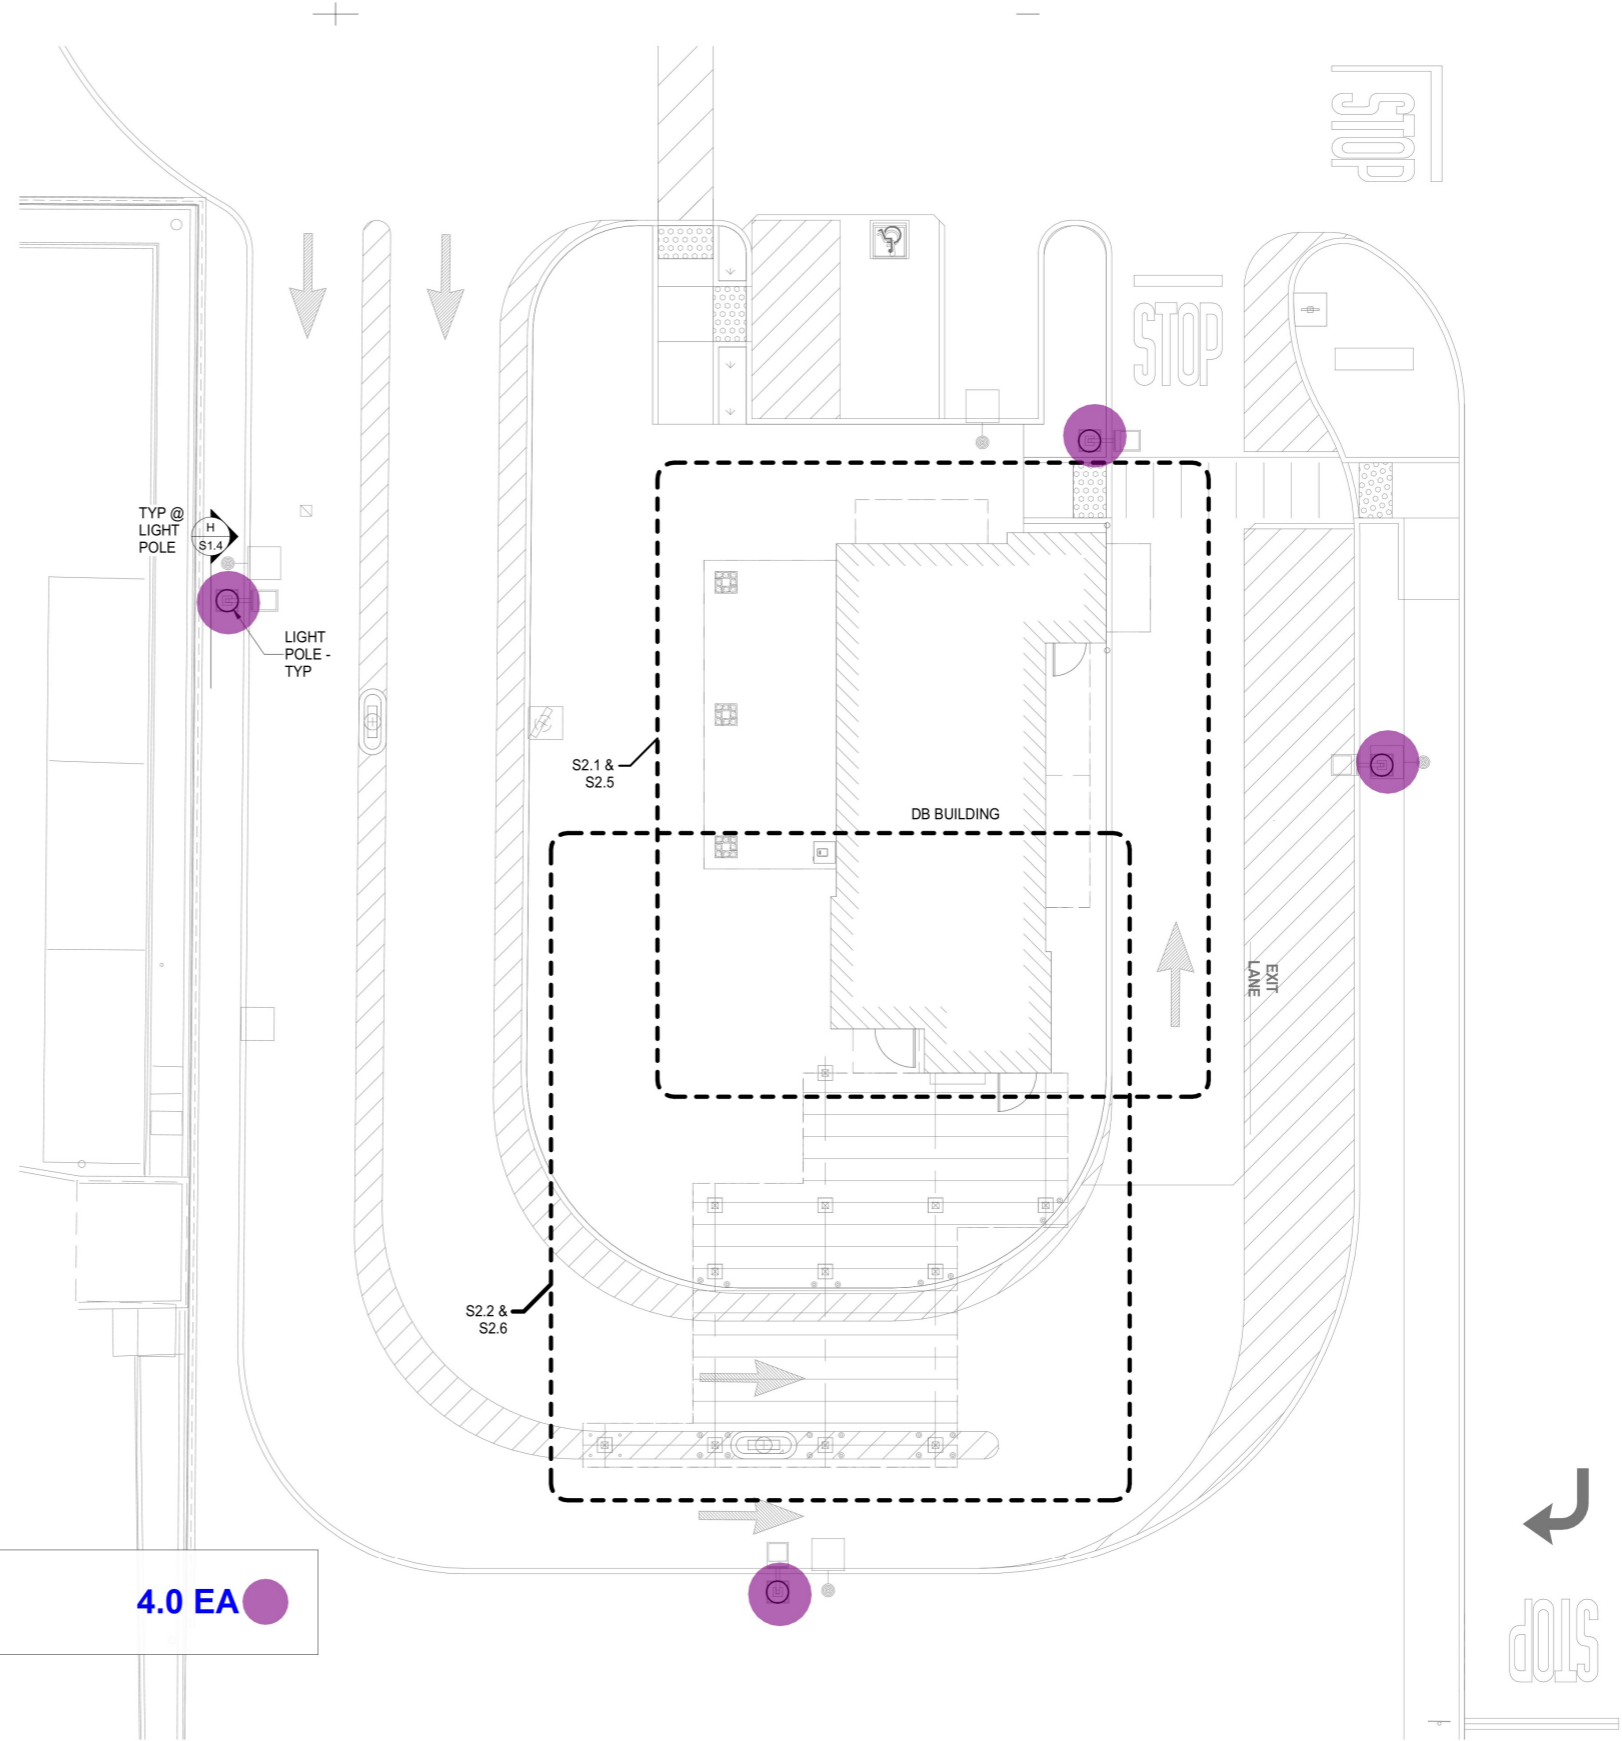 STOP
STOP
TYP @
LIGHT
POLE
H
S1.4
LIGHT
POLE -
TYP
S2.1 &
S2.5
DB BUILDING
EXIT
LANE
S2.2 &
S2.6
4.0 EA
STOP